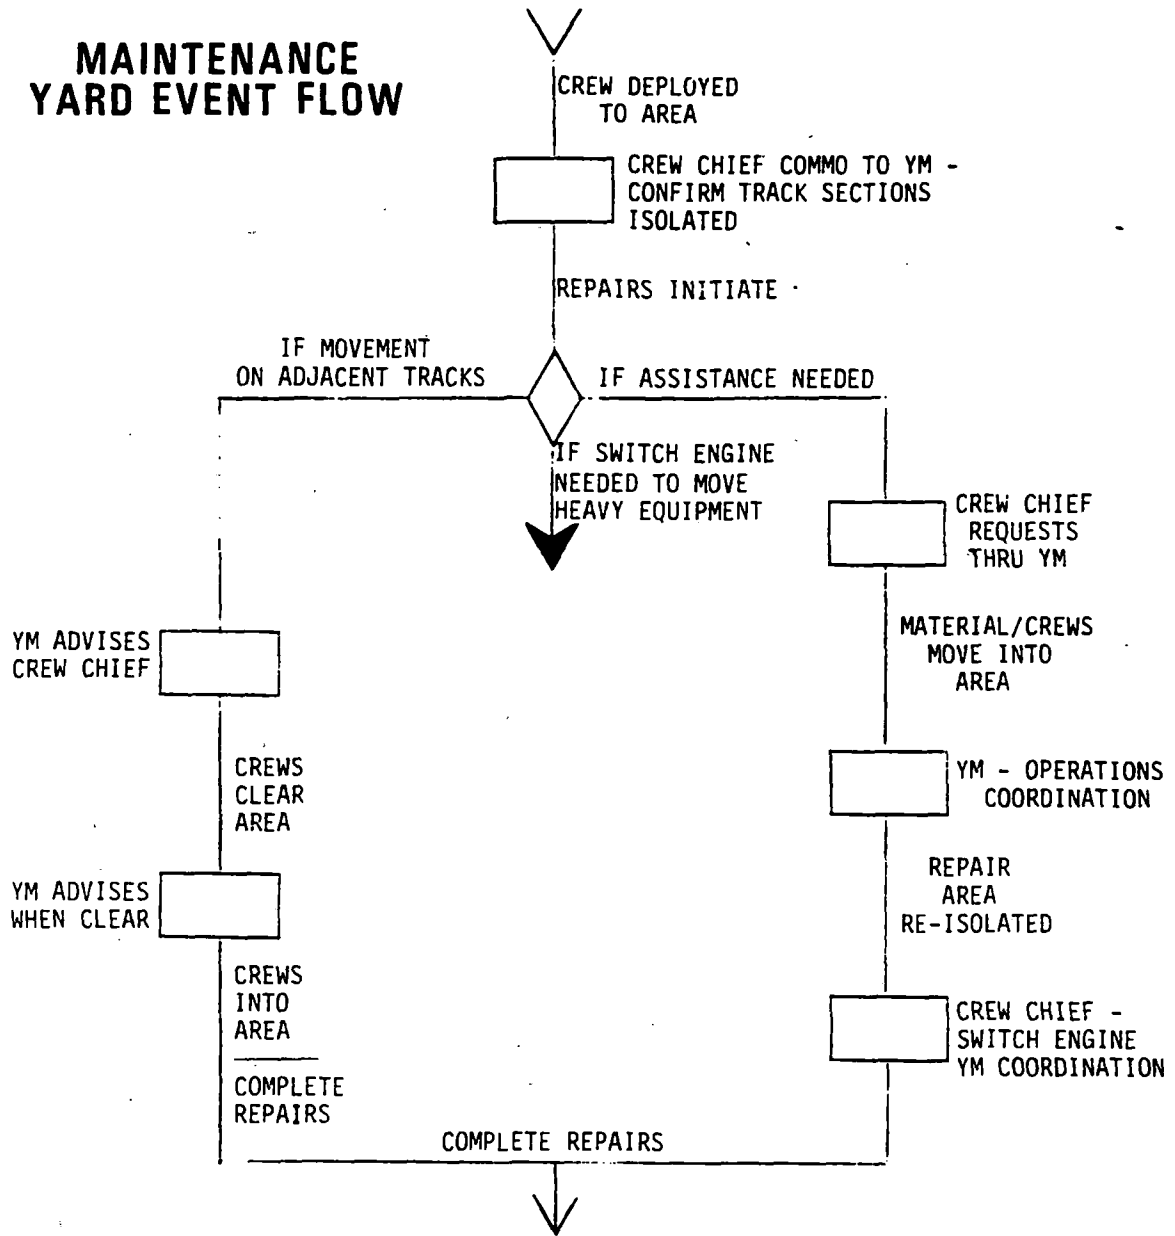 MAINTENANCE
YARD EVENT FLOW
CREW DEPLOYED
TO AREA
CREW CHIEF COMMO TO YM -
CONFIRM TRACK SECTIONS
ISOLATED
REPAIRS INITIATE
IF MOVEMENT
ON ADJACENT TRACKS
IF ASSISTANCE NEEDED
IF SWITCH ENGINE
NEEDED TO MOVE
HEAVY EQUIPMENT
CREW CHIEF
REQUESTS
THRU YM
YM ADVISES
CREW CHIEF
MATERIAL/CREWS
MOVE INTO
AREA
CREWS
CLEAR
AREA
YM - OPERATIONS
COORDINATION
YM ADVISES
WHEN CLEAR
REPAIR
AREA
RE-ISOLATED
CREWS
INTO
AREA
COMPLETE
REPAIRS
CREW CHIEF -
SWITCH ENGINE
YM COORDINATION
COMPLETE REPAIRS